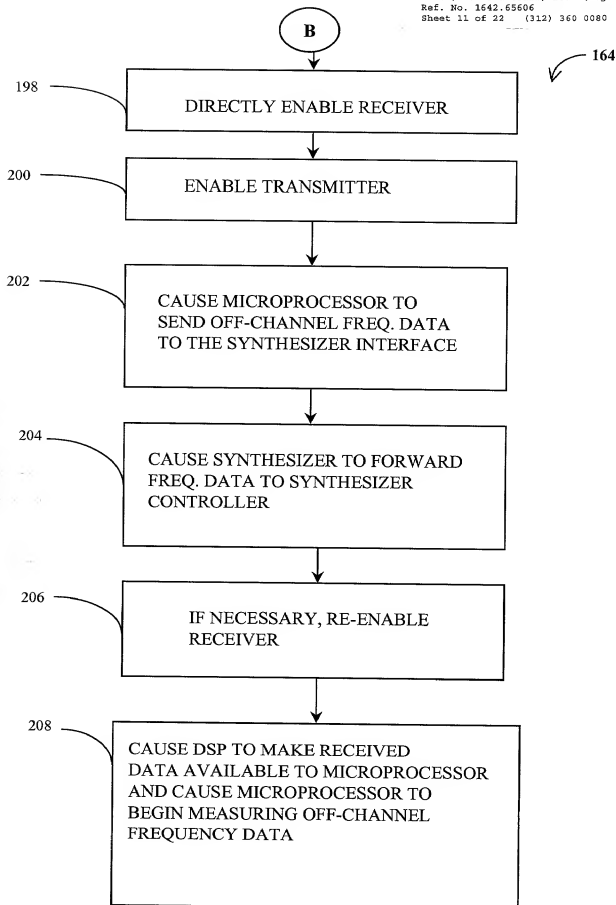 Ref. No. 1642.65606
Sheet 11 of 22 (312) 360 0080
B
164
198
DIRECTLY ENABLE RECEIVER
200
ENABLE TRANSMITTER
202
CAUSE MICROPROCESSOR TO
SEND OFF-CHANNEL FREQ. DATA
TO THE SYNTHESIZER INTERFACE
204
CAUSE SYNTHESIZER TO FORWARD
FREQ. DATA TO SYNTHESIZER
CONTROLLER
206
IF NECESSARY, RE-ENABLE
RECEIVER
208
CAUSE DSP TO MAKE RECEIVED
DATA AVAILABLE TO MICROPROCESSOR
AND CAUSE MICROPROCESSOR TO
BEGIN MEASURING OFF-CHANNEL
FREQUENCY DATA